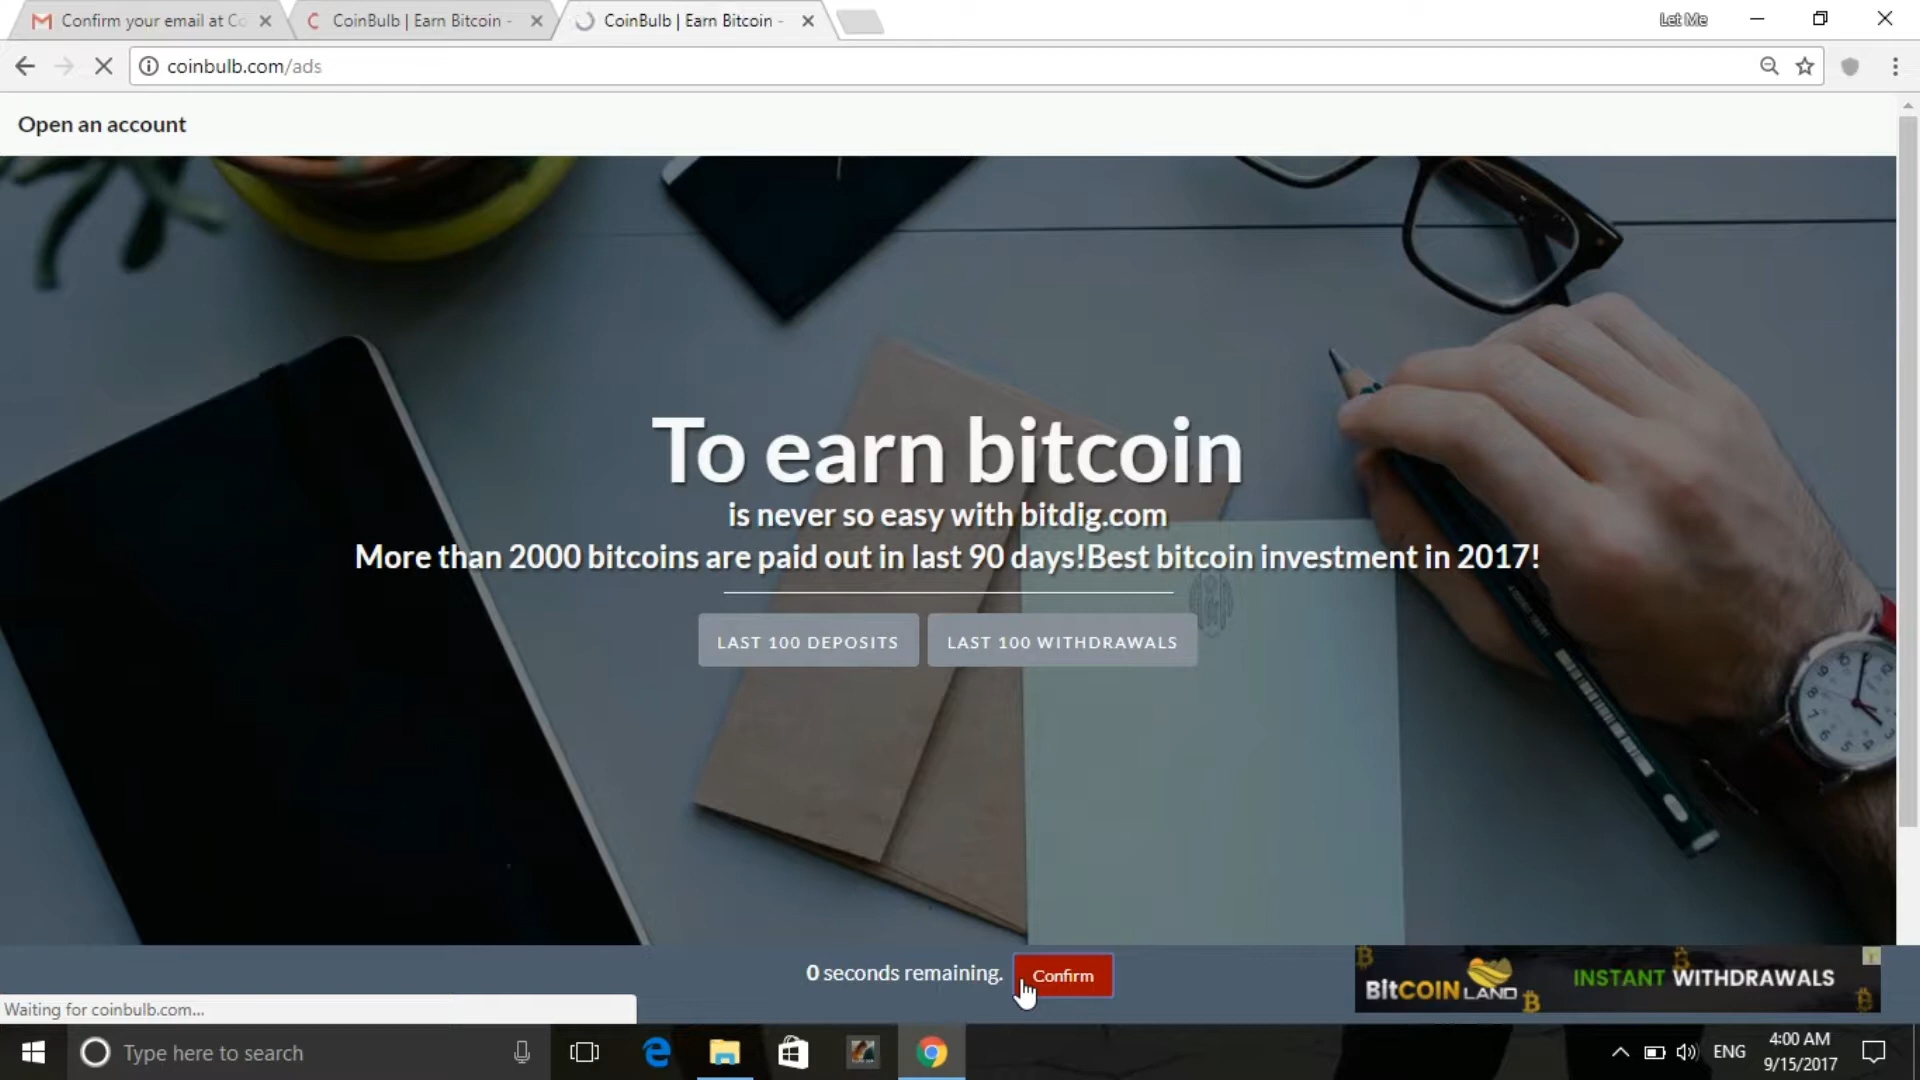 Confirm your email at Co
CoinBulb | Earn Bitcoin -
CoinBulb | Earn Bitcoin -
Let Me
coinbulb.com/ads
Open an account
To earn bitcoin
is never so easy with bitdig.com
More than 2000 bitcoins are paid out in last 90 days!Best bitcoin investment in 2017!
LAST 100 DEPOSITS
LAST 100 WITHDRAWALS
0 seconds remaining.
Confirm
BitCOIN LAND
INSTANT WITHDRAWALS
Waiting for coinbulb.com...
Type here to search
ENG
4:00 AM
9/15/2017